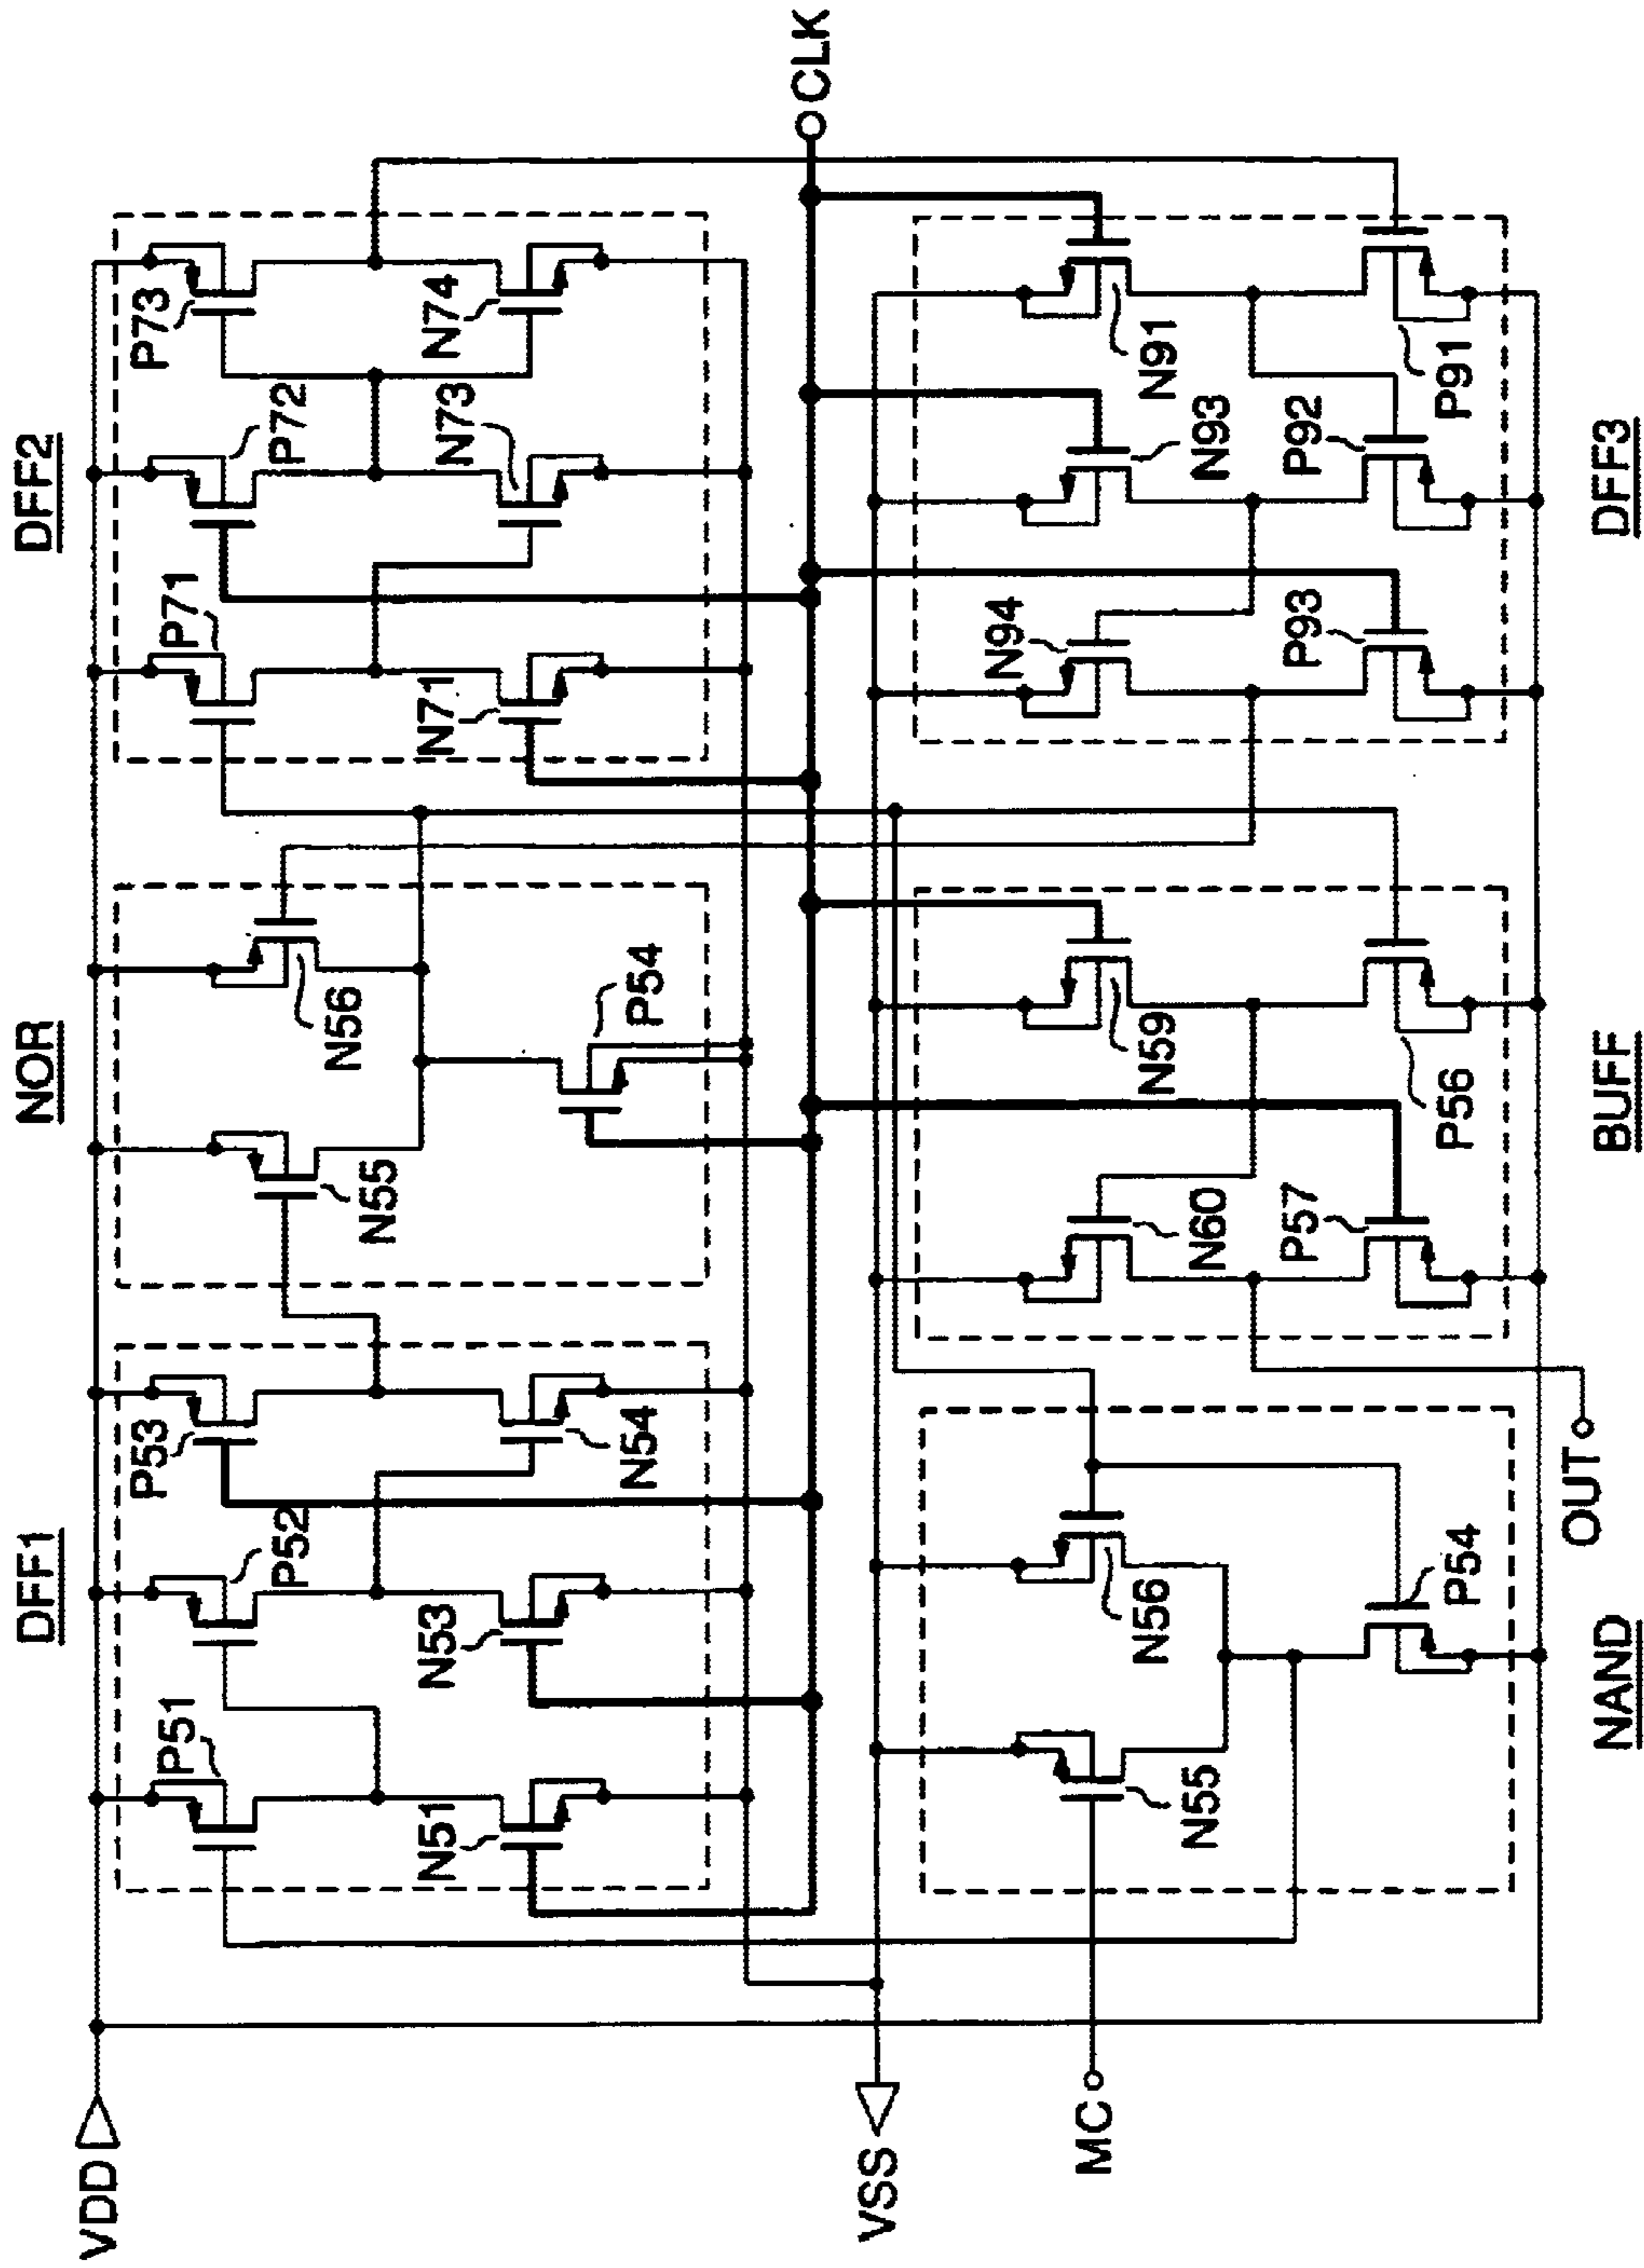 DFF1
NOR
DFF2
VDD
P51
P52
P53
N55
N56
P71
P72
P73
N51
N53
N54
P54
N71
N73
N74
CLK
VSS
MC
N55
N56
N60
N59
N94
N93
N91
P54
P57
P56
P93
P92
P91
OUT
NAND
BUFF
DFF3